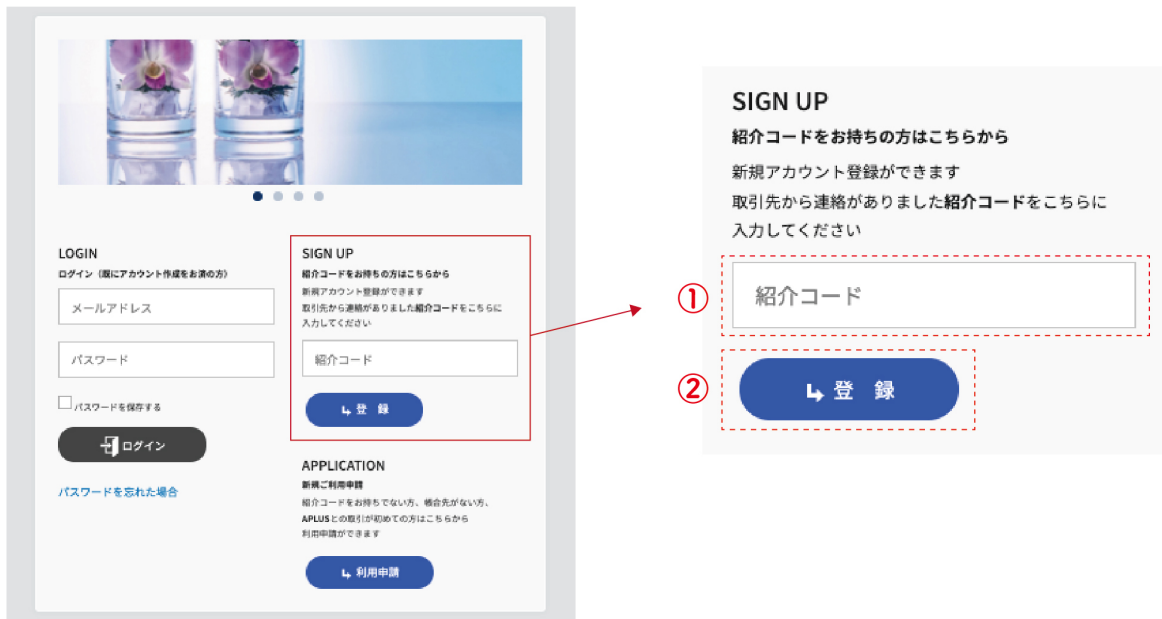 LOGIN
ログイン（既にアカウント作成をお済の方）
メールアドレス
パスワード
パスワードを保存する
ログイン
パスワードを忘れた場合
SIGN UP
紹介コードをお持ちの方はこちらから
新規アカウント登録ができます
取引先から連絡がありました紹介コードをこちらに
入力してください
紹介コード
登 録
APPLICATION
新規ご利用申請
紹介コードをお持ちでない方、帳合先がない方、
APLUSとの取引が初めての方はこちらから
利用申請ができます
利用申請
SIGN UP
紹介コードをお持ちの方はこちらから
新規アカウント登録ができます
取引先から連絡がありました紹介コードをこちらに
入力してください
① 紹介コード
② 登 録